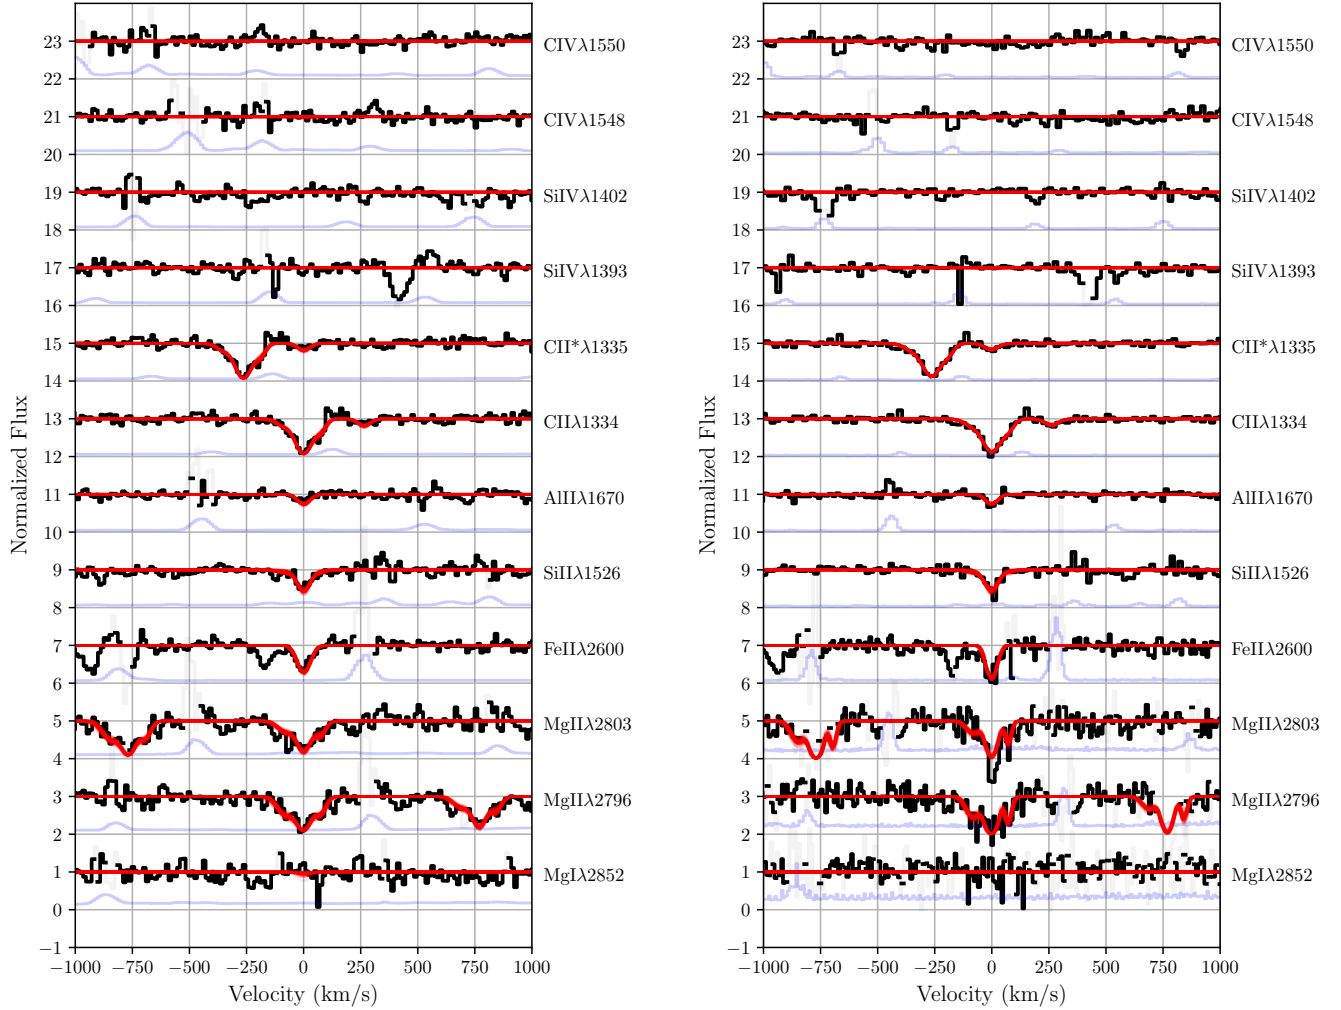 23
22
21
20
19
18
17
16
15
14
13
12
11
10
9
8
7
6
5
4
3
2
1
0
−1
CIVλ1550
CIVλ1548
SiIVλ1402
SiIVλ1393
CII*λ1335
CIIλ1334
AlIIλ1670
SiIIλ1526
FeIIλ2600
MgIIλ2803
MgIIλ2796
MgIλ2852
Normalized Flux
−1000 −750 −500 −250 0 250 500 750 1000
Velocity (km/s)
23
22
21
20
19
18
17
16
15
14
13
12
11
10
9
8
7
6
5
4
3
2
1
0
−1
CIVλ1550
CIVλ1548
SiIVλ1402
SiIVλ1393
CII*λ1335
CIIλ1334
AlIIλ1670
SiIIλ1526
FeIIλ2600
MgIIλ2803
MgIIλ2796
MgIλ2852
Normalized Flux
−1000 −750 −500 −250 0 250 500 750 1000
Velocity (km/s)